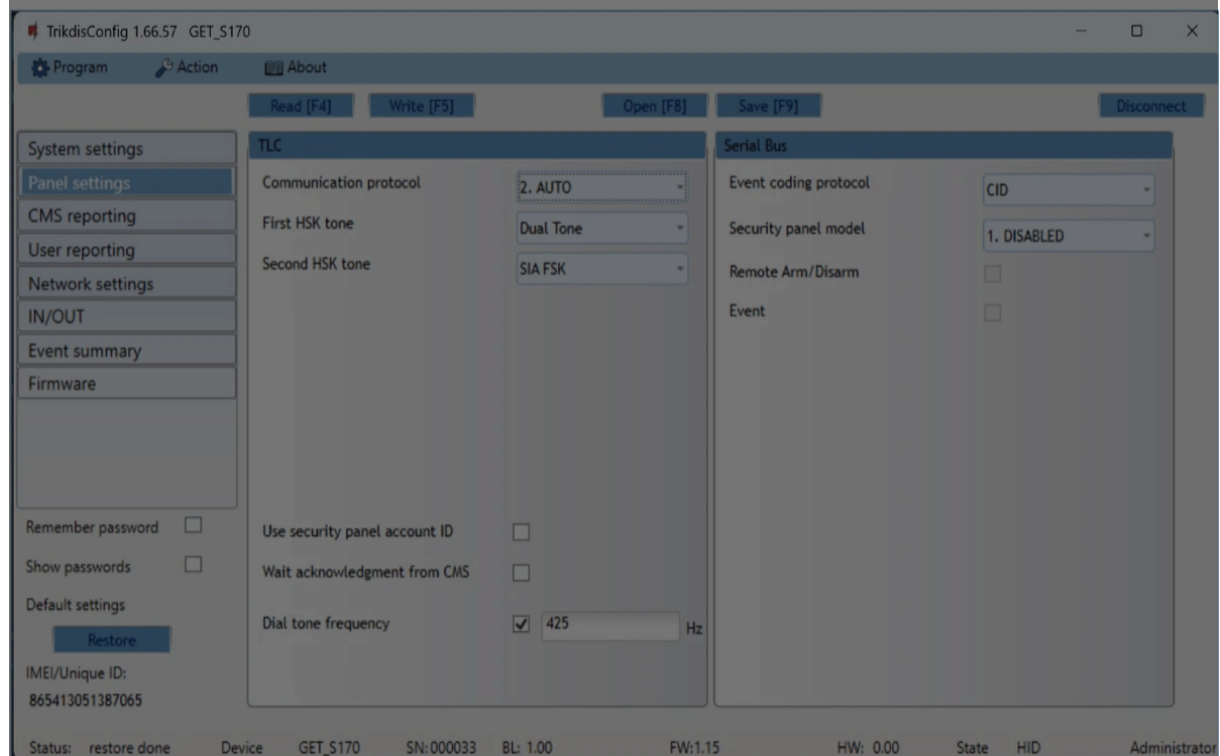 TrikdisConfig 1.66.57 GET_S170
Program Action About
Read [F4] Write [F5] Open [F8] Save [F9] Disconnect
System settings
Panel settings
CMS reporting
User reporting
Network settings
IN/OUT
Event summary
Firmware
Remember password
Show passwords
Default settings
Restore
IMEI/Unique ID:
865413051387065
TLC
Communication protocol 2. AUTO
First HSK tone Dual Tone
Second HSK tone SIA FSK
Use security panel account ID
Wait acknowledgment from CMS
Dial tone frequency 425 Hz
Serial Bus
Event coding protocol CID
Security panel model 1. DISABLED
Remote Arm/Disarm
Event
Status: restore done Device GET_S170 SN:000033 BL: 1.00 FW:1.15 HW: 0.00 State HID Administrator